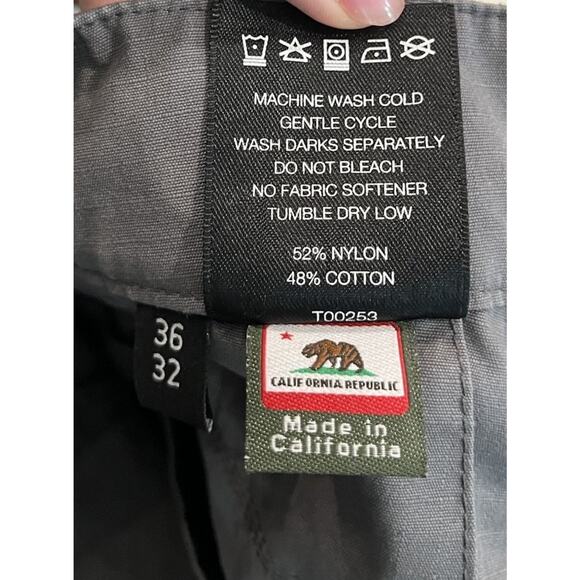 MACHINE WASH COLD
GENTLE CYCLE
WASH DARKS SEPARATELY
DO NOT BLEACH
NO FABRIC SOFTENER
TUMBLE DRY LOW
52% NYLON
48% COTTON
T00253
36
32
CALIFORNIA REPUBLIC
Made in
California